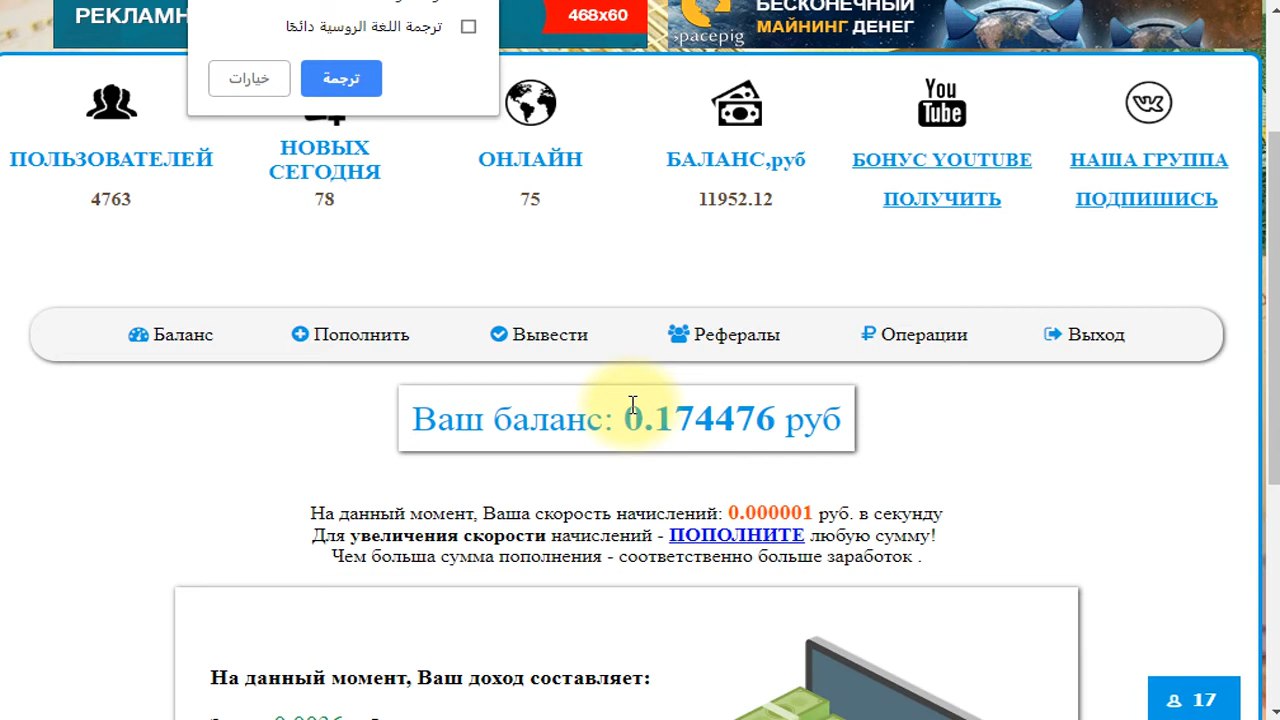 РЕКЛАМН
468x60
БЕСКОНЕЧНЫЙ
МАЙНИНГ ДЕНЕГ
spacepig
ترجمة اللغة الروسية دائمًا
خيارات
ترجمة
You
Tube
ПОЛЬЗОВАТЕЛЕЙ
4763
НОВЫХ
СЕГОДНЯ
78
ОНЛАЙН
75
БАЛАНС,руб
11952.12
БОНУС YOUTUBE
ПОЛУЧИТЬ
НАША ГРУППА
ПОДПИШИСЬ
Баланс
Пополнить
Вывести
Рефералы
Операции
Выход
Ваш баланс: 0.174476 руб
На данный момент, Ваша скорость начислений: 0.000001 руб. в секунду
Для увеличения скорости начислений - ПОПОЛНИТЕ любую сумму!
Чем больша сумма пополнения - соответственно больше заработок .
На данный момент, Ваш доход составляет:
17